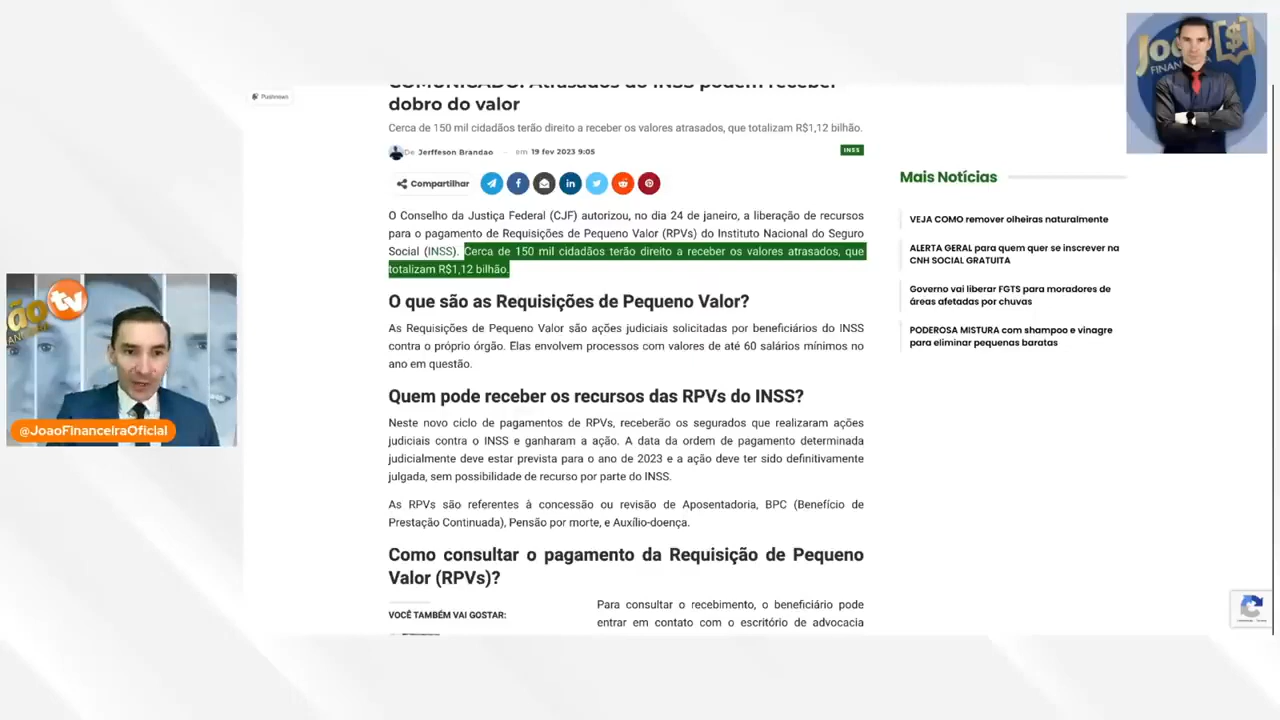 Pushnews
COMUNICADO: Atrasados do INSS podem receber
dobro do valor
Cerca de 150 mil cidadãos terão direito a receber os valores atrasados, que totalizam R$1,12 bilhão.
De Jerffeson Brandao - em 19 fev 2023 9:05
INSS
Compartilhar
O Conselho da Justiça Federal (CJF) autorizou, no dia 24 de janeiro, a liberação de recursos
para o pagamento de Requisições de Pequeno Valor (RPVs) do Instituto Nacional do Seguro
Social (INSS). Cerca de 150 mil cidadãos terão direito a receber os valores atrasados, que
totalizam R$1,12 bilhão.
O que são as Requisições de Pequeno Valor?
As Requisições de Pequeno Valor são ações judiciais solicitadas por beneficiários do INSS
contra o próprio órgão. Elas envolvem processos com valores de até 60 salários mínimos no
ano em questão.
Quem pode receber os recursos das RPVs do INSS?
Neste novo ciclo de pagamentos de RPVs, receberão os segurados que realizaram ações
judiciais contra o INSS e ganharam a ação. A data da ordem de pagamento determinada
judicialmente deve estar prevista para o ano de 2023 e a ação deve ter sido definitivamente
julgada, sem possibilidade de recurso por parte do INSS.
As RPVs são referentes à concessão ou revisão de Aposentadoria, BPC (Benefício de
Prestação Continuada), Pensão por morte, e Auxílio-doença.
Como consultar o pagamento da Requisição de Pequeno
Valor (RPVs)?
VOCÊ TAMBÉM VAI GOSTAR:
Para consultar o recebimento, o beneficiário pode
entrar em contato com o escritório de advocacia
Mais Notícias
VEJA COMO remover olheiras naturalmente
ALERTA GERAL para quem quer se inscrever na
CNH SOCIAL GRATUITA
Governo vai liberar FGTS para moradores de
áreas afetadas por chuvas
PODEROSA MISTURA com shampoo e vinagre
para eliminar pequenas baratas
ão tv
@JoaoFinanceiraOficial
Joã
FINAN